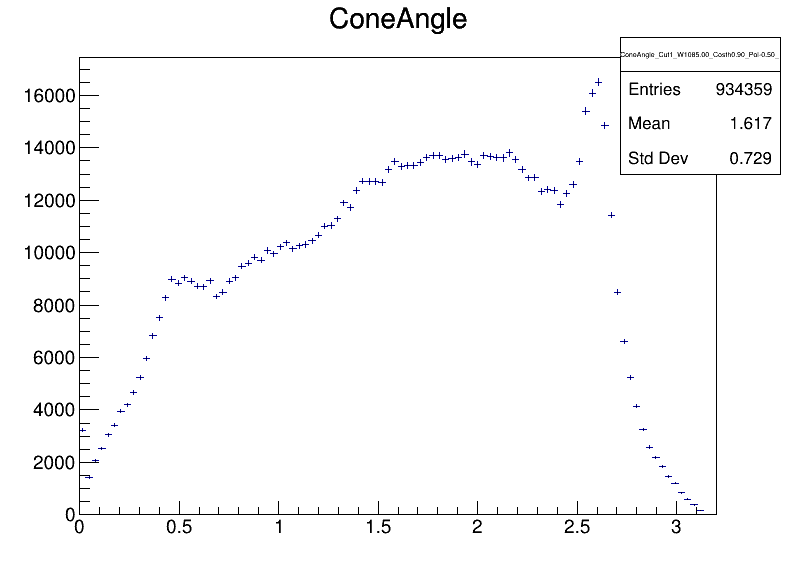 ConeAngle
ConeAngle_Cut1_W1085.00_Costh0.90_Pol-0.50_
Entries 934359
Mean 1.617
Std Dev 0.729
16000
14000
12000
10000
8000
6000
4000
2000
0
0 0.5 1 1.5 2 2.5 3